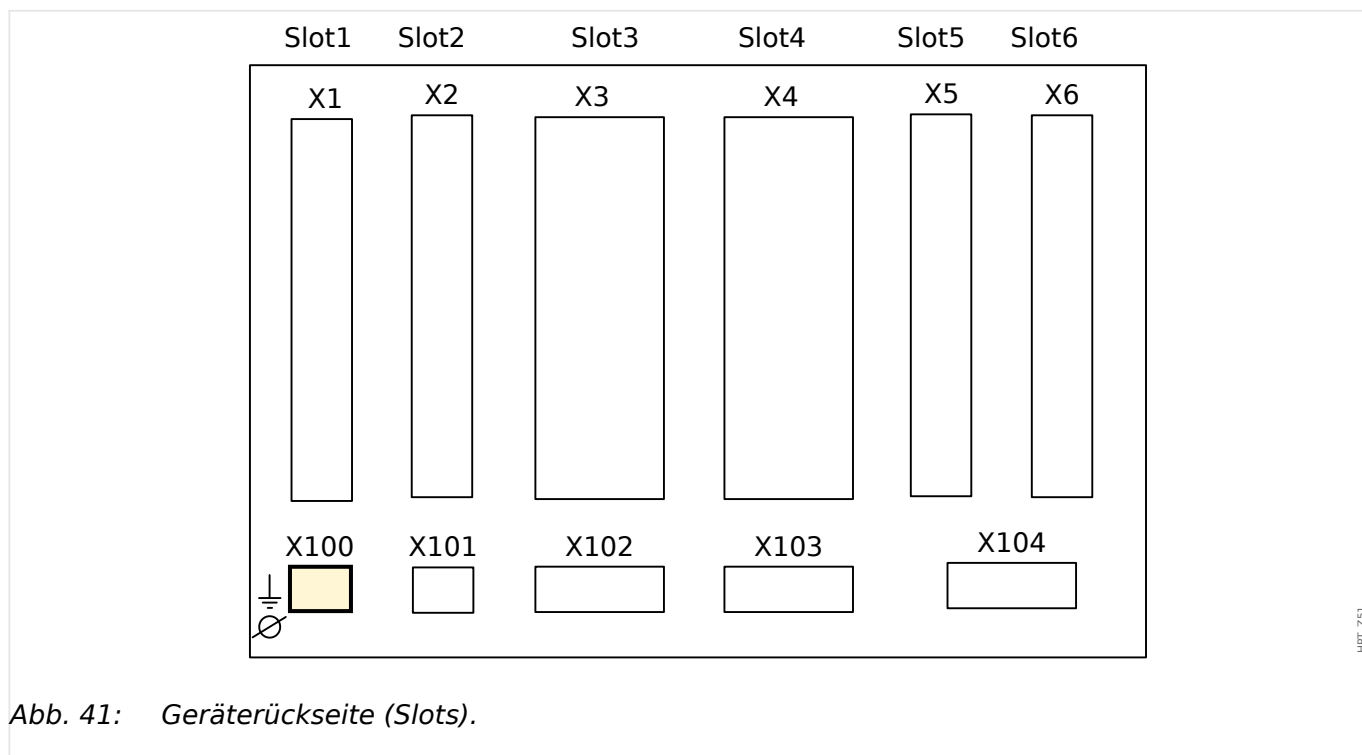 Slot1 Slot2 Slot3 Slot4 Slot5 Slot6
X1 X2 X3 X4 X5 X6
X100 X101 X102 X103 X104
Abb. 41: Geräterückseite (Slots).